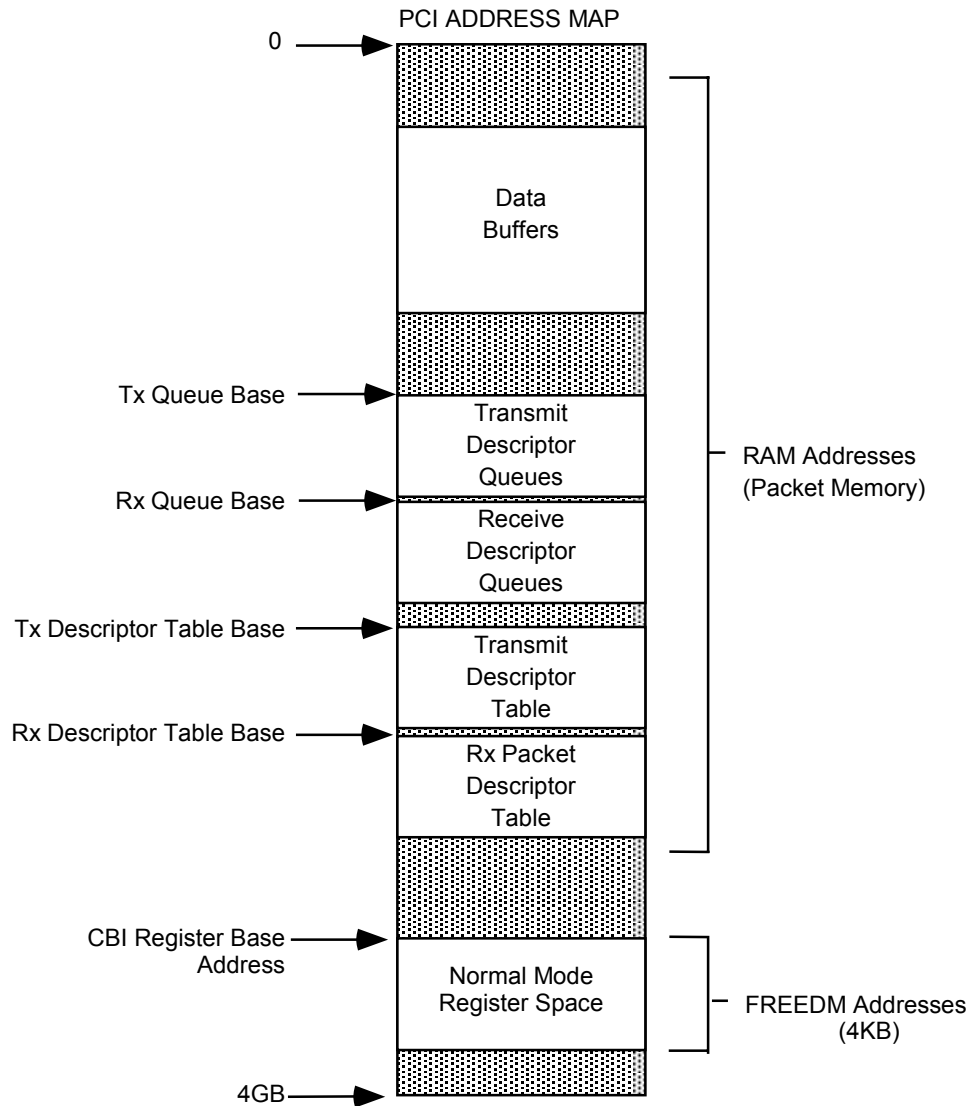 PCI ADDRESS MAP
0
Data
Buffers
Tx Queue Base
Transmit
Descriptor
Queues
Rx Queue Base
Receive
Descriptor
Queues
RAM Addresses
(Packet Memory)
Tx Descriptor Table Base
Transmit
Descriptor
Table
Rx Descriptor Table Base
Rx Packet
Descriptor
Table
CBI Register Base
Address
Normal Mode
Register Space
FREEDM Addresses
(4KB)
4GB